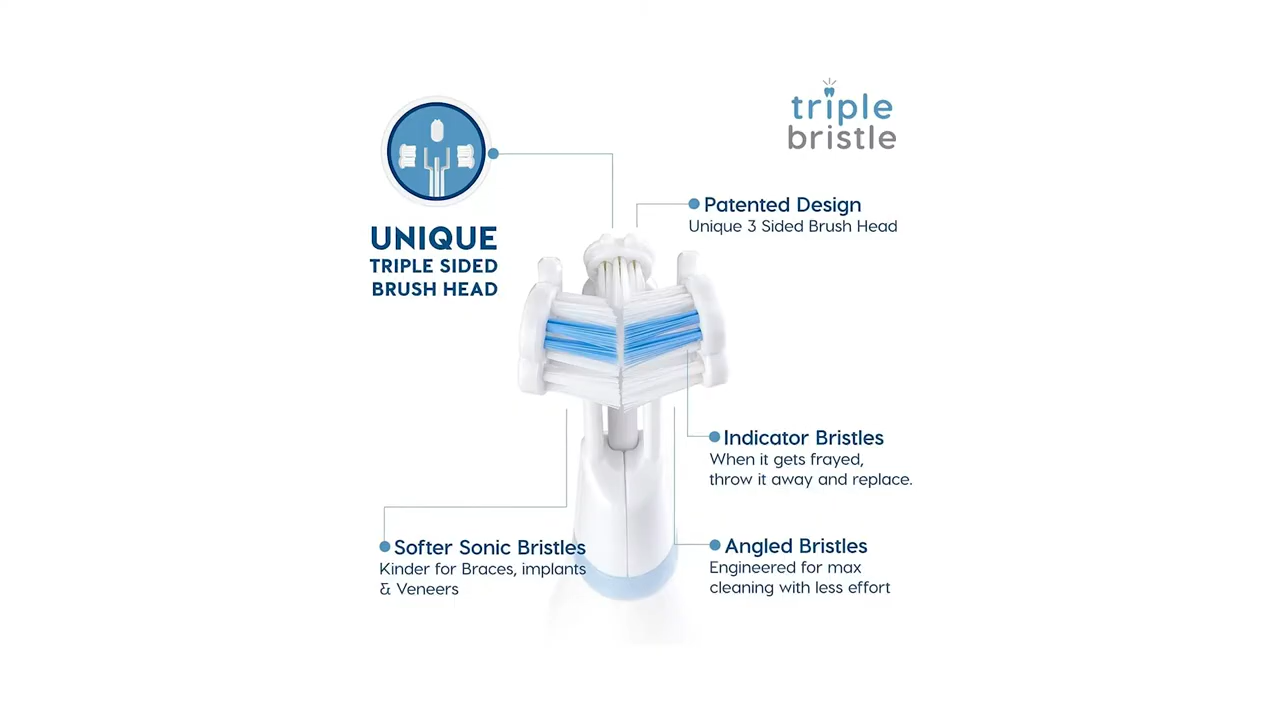 triple
bristle
UNIQUE
TRIPLE SIDED
BRUSH HEAD
Patented Design
Unique 3 Sided Brush Head
Indicator Bristles
When it gets frayed,
throw it away and replace.
Softer Sonic Bristles
Kinder for Braces, implants
& Veneers
Angled Bristles
Engineered for max
cleaning with less effort